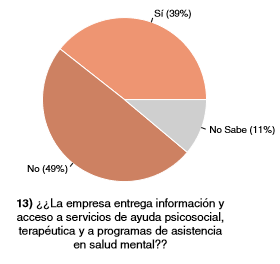 Sí (39%)
No Sabe (11%)
No (49%)
13) ¿¿La empresa entrega información y
acceso a servicios de ayuda psicosocial,
terapéutica y a programas de asistencia
en salud mental??